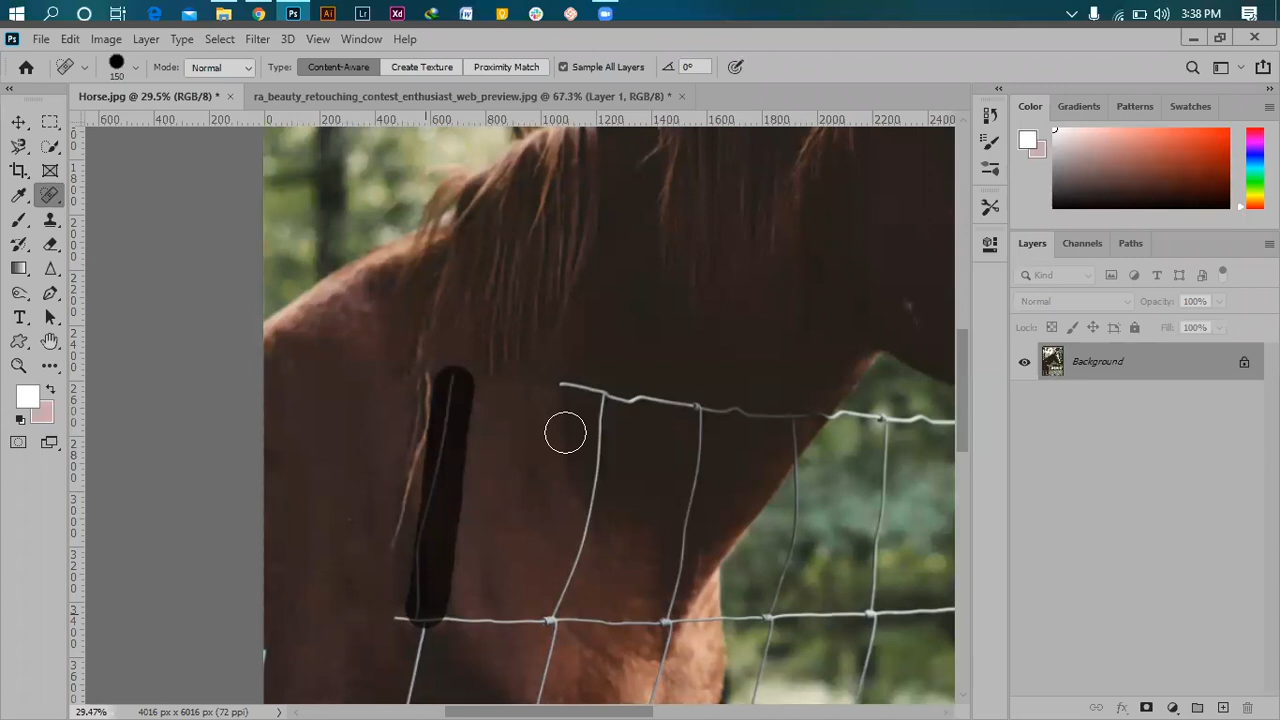 3:38 PM
File Edit Image Layer Type Select Filter 3D View Window Help
150 Mode: Normal Type: Content-Aware Create Texture Proximity Match Sample All Layers 0°
Horse.jpg @ 29.5% (RGB/8) * × ra_beauty_retouching_contest_enthusiast_web_preview.jpg @ 67.3% (Layer 1, RGB/8) * ×
600 400 200 0 200 400 600 800 1000 1200 1400 1600 1800 2000 2200 2400
Color Gradients Patterns Swatches
Layers Channels Paths
Kind
Normal Opacity: 100%
Lock: Fill: 100%
Background
29.47% 4016 px x 6016 px (72 ppi)